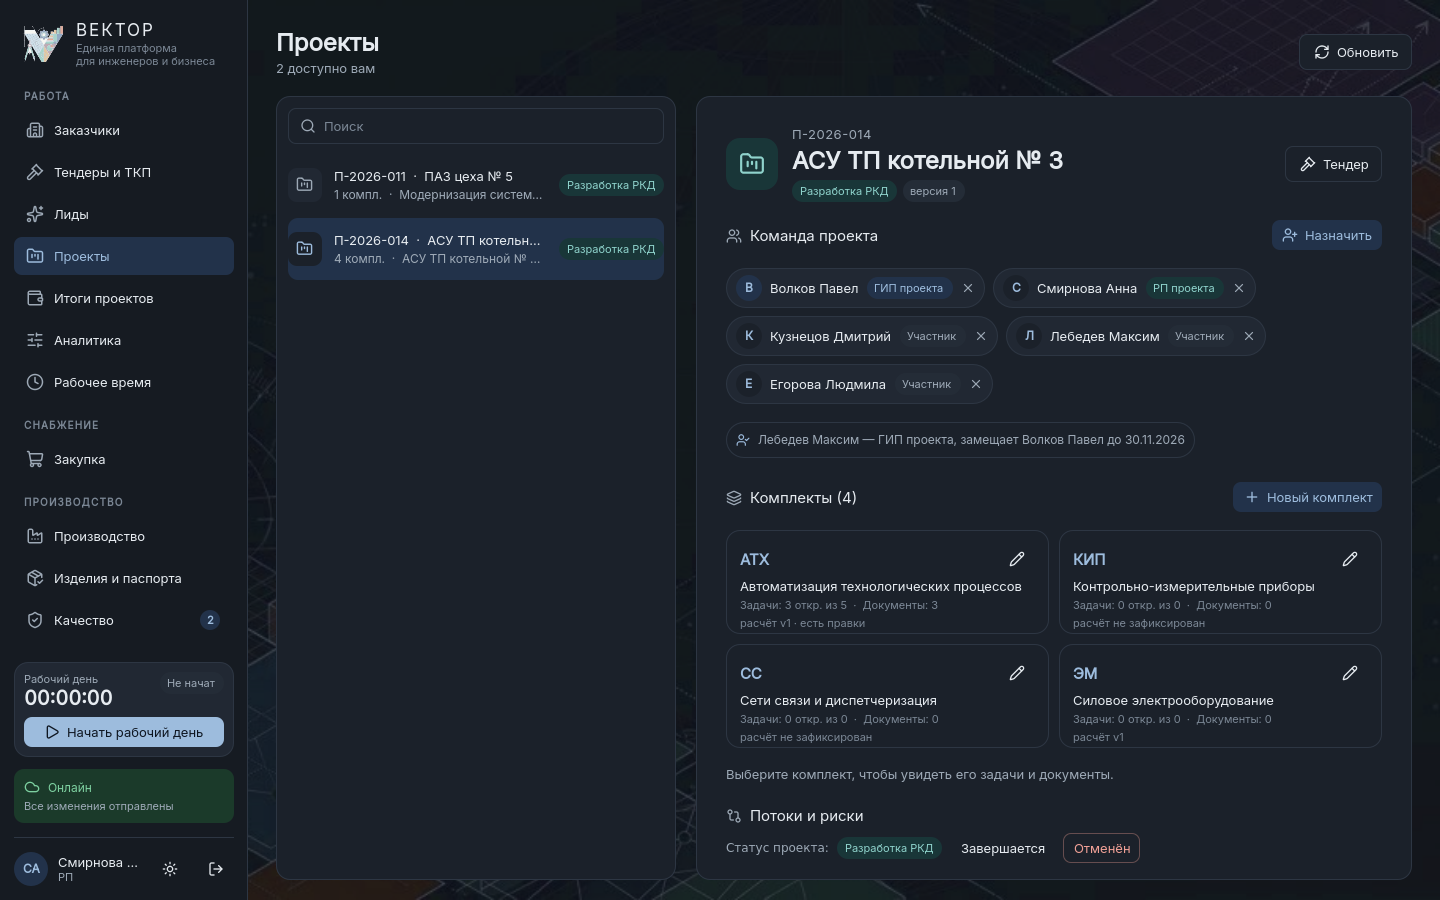 ВЕКТОР
Единая платформа
для инженеров и бизнеса
РАБОТА
Заказчики
Тендеры и ТКП
Лиды
Проекты
Итоги проектов
Аналитика
Рабочее время
СНАБЖЕНИЕ
Закупка
ПРОИЗВОДСТВО
Производство
Изделия и паспорта
Качество 2
Рабочий день
00:00:00 Не начат
Начать рабочий день
Онлайн
Все изменения отправлены
СА Смирнова ...
РП
Проекты
2 доступно вам
Обновить
Поиск
П-2026-011 · ПАЗ цеха № 5
1 компл. · Модернизация систем... Разработка РКД
П-2026-014 · АСУ ТП котельн...
4 компл. · АСУ ТП котельной № ... Разработка РКД
П-2026-014
АСУ ТП котельной № 3
Разработка РКД версия 1
Тендер
Команда проекта
Назначить
В Волков Павел ГИП проекта
С Смирнова Анна РП проекта
К Кузнецов Дмитрий Участник
Л Лебедев Максим Участник
Е Егорова Людмила Участник
Лебедев Максим — ГИП проекта, замещает Волков Павел до 30.11.2026
Комплекты (4)
Новый комплект
АТХ
Автоматизация технологических процессов
Задачи: 3 откр. из 5 · Документы: 3
расчёт v1 · есть правки
КИП
Контрольно-измерительные приборы
Задачи: 0 откр. из 0 · Документы: 0
расчёт не зафиксирован
СС
Сети связи и диспетчеризация
Задачи: 0 откр. из 0 · Документы: 0
расчёт не зафиксирован
ЭМ
Силовое электрооборудование
Задачи: 0 откр. из 0 · Документы: 0
расчёт v1
Выберите комплект, чтобы увидеть его задачи и документы.
Потоки и риски
Статус проекта: Разработка РКД Завершается Отменён